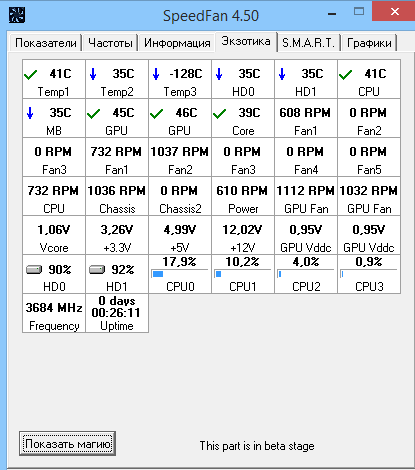 SpeedFan 4.50
Показатели Частоты Информация Экзотика S.M.A.R.T. Графики
41C 35C -128C 35C 35C 41C
Temp1 Temp2 Temp3 HD0 HD1 CPU
35C 45C 46C 39C 608 RPM 0 RPM
MB GPU GPU Core Fan1 Fan2
0 RPM 732 RPM 1037 RPM 0 RPM 0 RPM 0 RPM
Fan3 Fan1 Fan2 Fan3 Fan4 Fan5
732 RPM 1036 RPM 0 RPM 610 RPM 1112 RPM 1032 RPM
CPU Chassis Chassis2 Power GPU Fan GPU Fan
1,06V 3,26V 4,99V 12,02V 0,95V 0,95V
Vcore +3.3V +5V +12V GPU Vddc GPU Vddc
90% 92% 17,9% 10,2% 4,0% 0,9%
HD0 HD1 CPU0 CPU1 CPU2 CPU3
3684 MHz 0 days
00:26:11
Frequency Uptime
Показать магию
This part is in beta stage